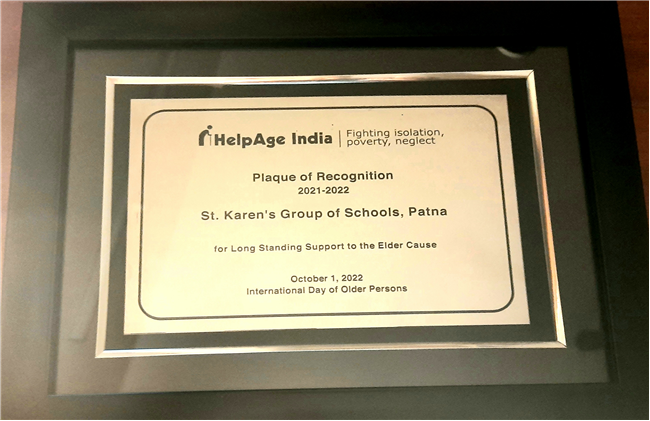 HelpAge India | Fighting isolation,
poverty, neglect
Plaque of Recognition
2021-2022
St. Karen's Group of Schools, Patna
for Long Standing Support to the Elder Cause
October 1, 2022
International Day of Older Persons